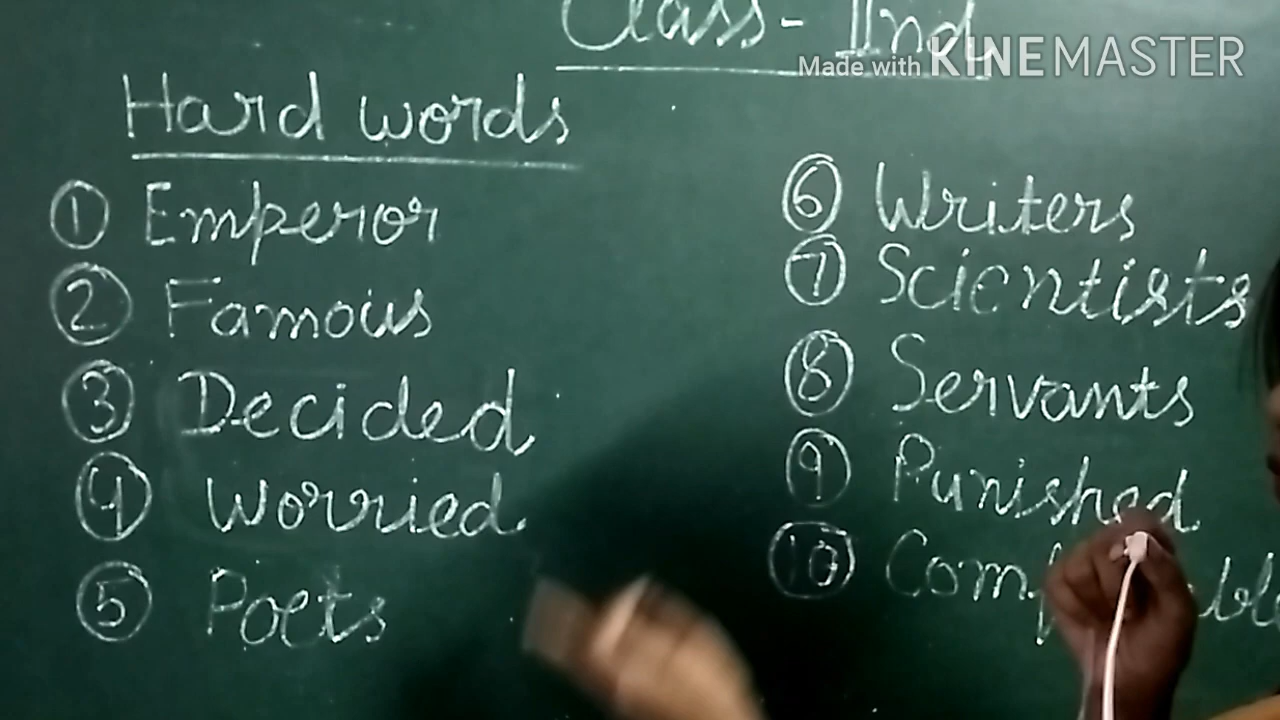 Class - IInd
Made with KINEMASTER
Hard words
① Emperor
② Famous
③ Decided
④ Worried
⑤ Poets
⑥ Writers
⑦ Scientists
⑧ Servants
⑨ Punished
⑩